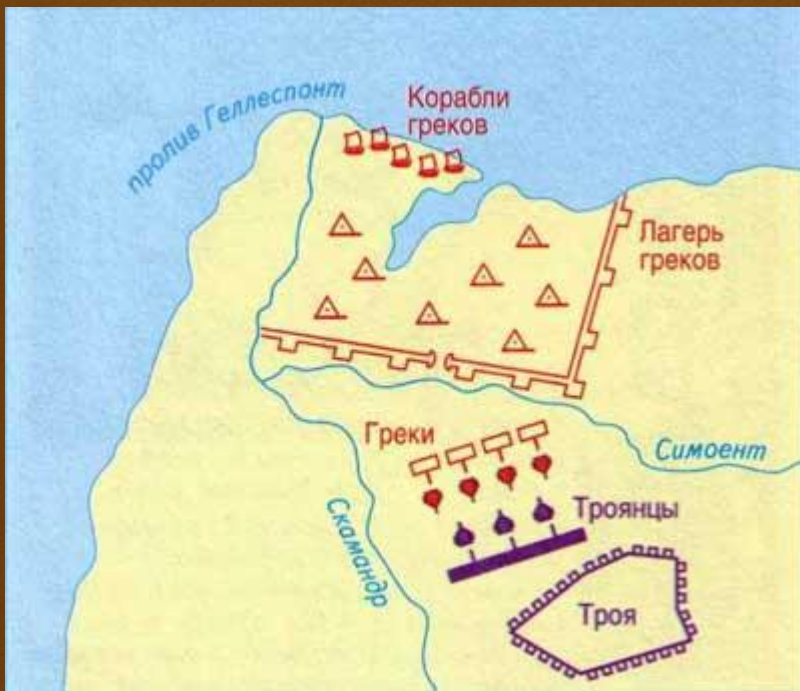 пролив Геллеспонт
Корабли
греков
Лагерь
греков
Греки
Симоент
Троянцы
Скамандр
Троя